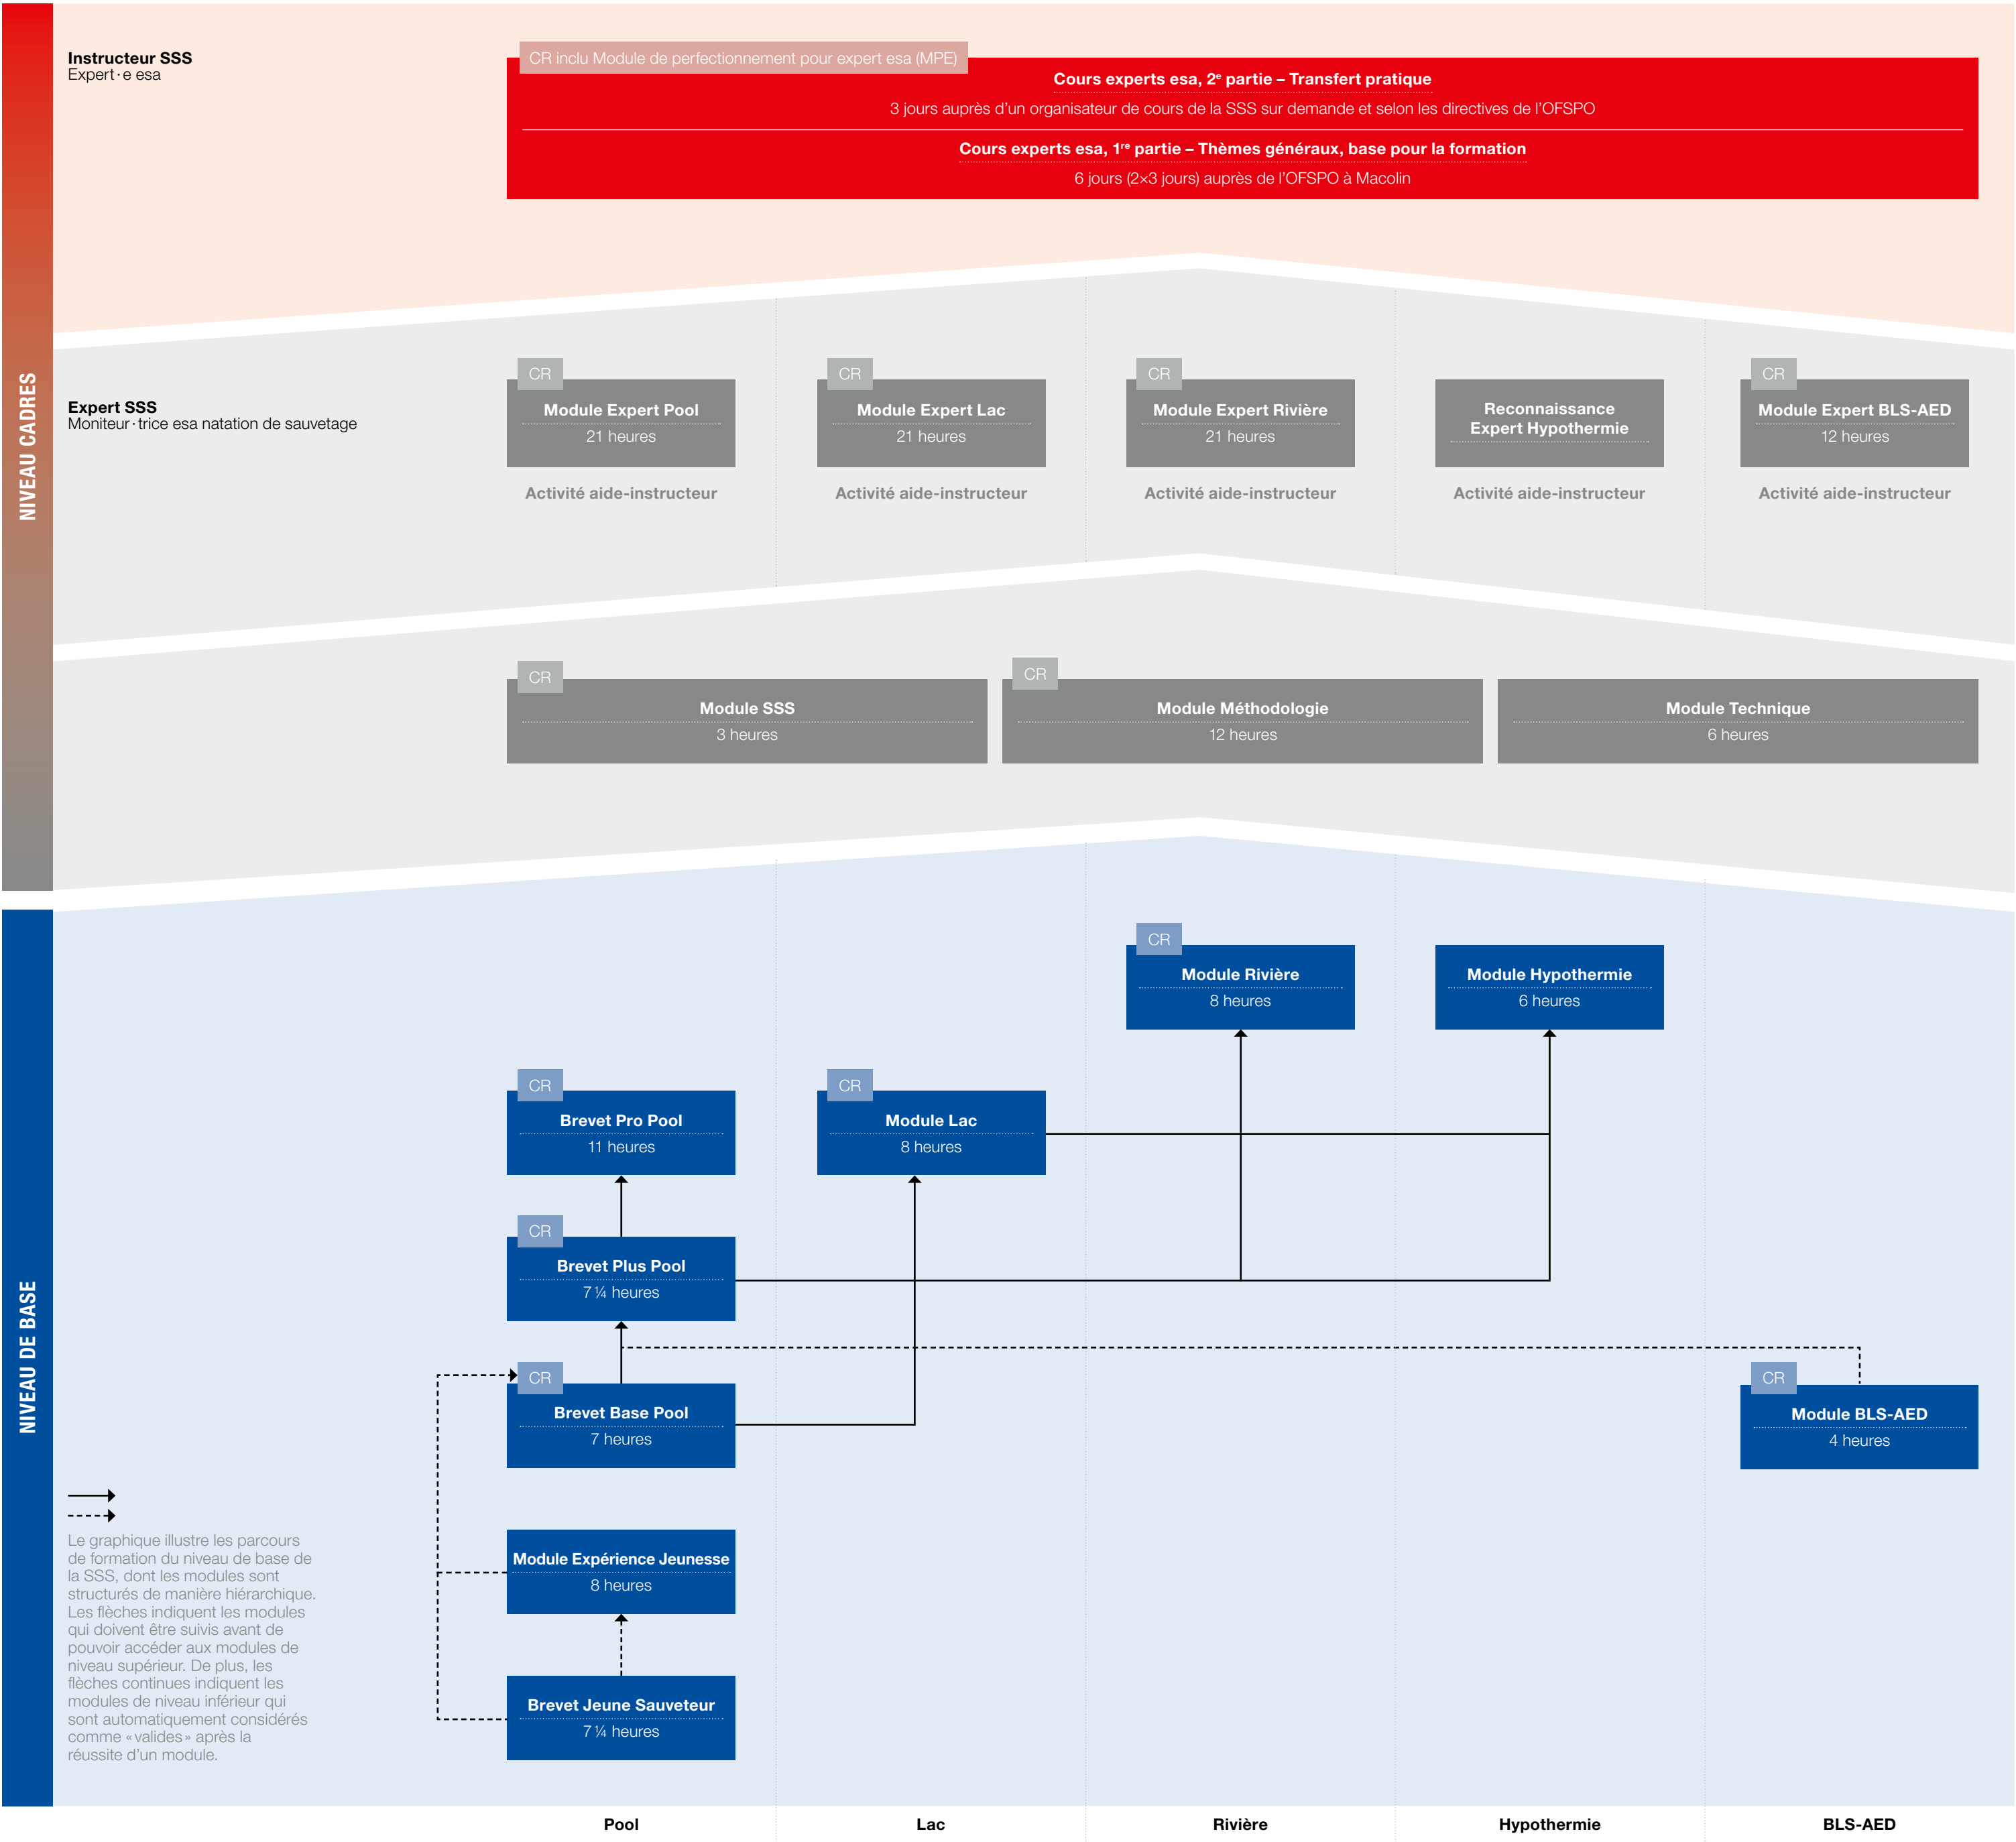 NIVEAU CADRES
Instructeur SSS
Expert·e esa
CR inclu Module de perfectionnement pour expert esa (MPE)
Cours experts esa, 2e partie – Transfert pratique
3 jours auprès d’un organisateur de cours de la SSS sur demande et selon les directives de l’OFSPO
Cours experts esa, 1re partie – Thèmes généraux, base pour la formation
6 jours (2×3 jours) auprès de l’OFSPO à Macolin
Expert SSS
Moniteur·trice esa natation de sauvetage
CR
Module Expert Pool
21 heures
Activité aide-instructeur
CR
Module Expert Lac
21 heures
Activité aide-instructeur
CR
Module Expert Rivière
21 heures
Activité aide-instructeur
Reconnaissance
Expert Hypothermie
Activité aide-instructeur
CR
Module Expert BLS-AED
12 heures
Activité aide-instructeur
CR
Module SSS
3 heures
CR
Module Méthodologie
12 heures
Module Technique
6 heures
NIVEAU DE BASE
CR
Module Rivière
8 heures
Module Hypothermie
6 heures
CR
Brevet Pro Pool
11 heures
CR
Module Lac
8 heures
CR
Brevet Plus Pool
7 ¼ heures
CR
Brevet Base Pool
7 heures
CR
Module BLS-AED
4 heures
Module Expérience Jeunesse
8 heures
Brevet Jeune Sauveteur
7 ¼ heures
Le graphique illustre les parcours
de formation du niveau de base de
la SSS, dont les modules sont
structurés de manière hiérarchique.
Les flèches indiquent les modules
qui doivent être suivis avant de
pouvoir accéder aux modules de
niveau supérieur. De plus, les
flèches continues indiquent les
modules de niveau inférieur qui
sont automatiquement considérés
comme «valides» après la
réussite d’un module.
Pool
Lac
Rivière
Hypothermie
BLS-AED